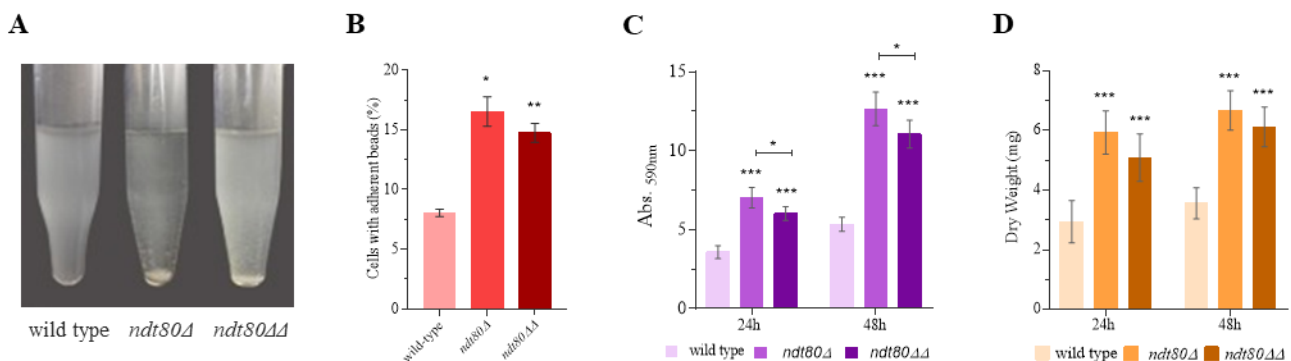 A
wild type ndt80Δ ndt80ΔΔ
B
Cells with adherent beads (%)
20
15
10
5
0
*
**
wild-type
ndt80Δ
ndt80ΔΔ
C
Abs. 590nm
15
10
5
0
***
***
*
***
***
*
24h
48h
wild type ndt80Δ ndt80ΔΔ
D
Dry Weight (mg)
8
6
4
2
0
***
***
***
***
24h
48h
wild type ndt80Δ ndt80ΔΔ